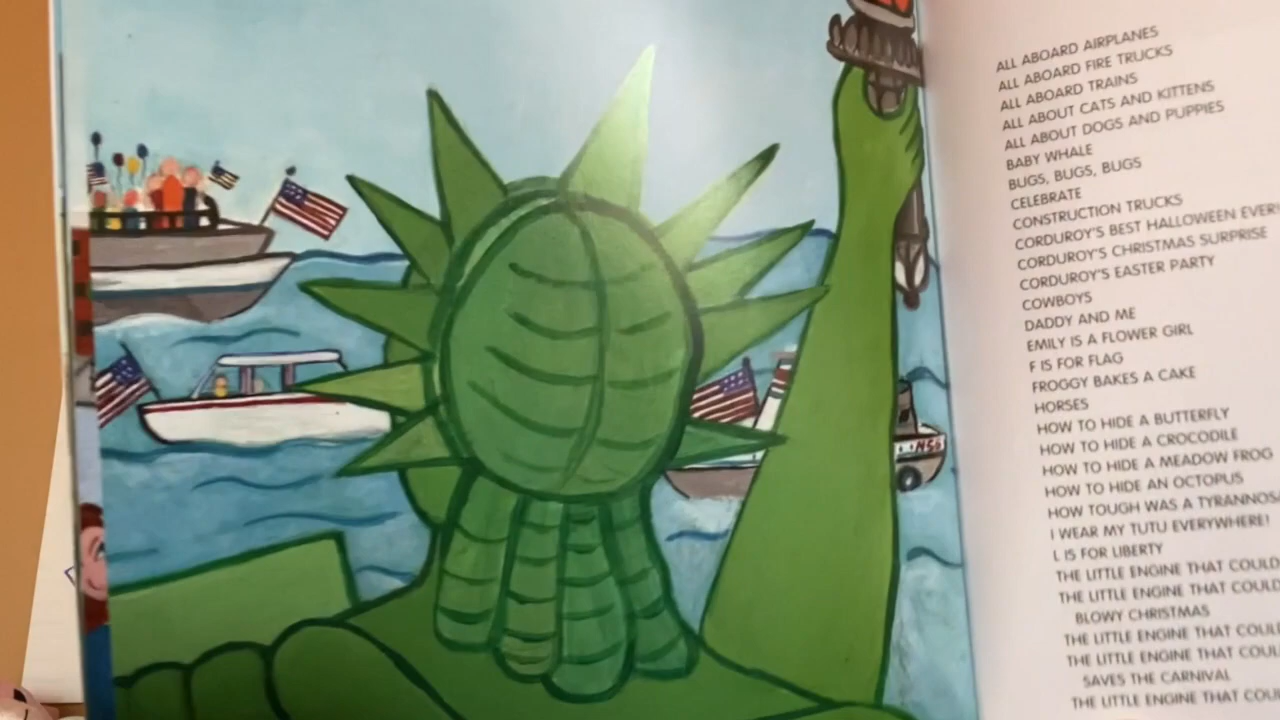 ALL ABOARD AIRPLANES
ALL ABOARD FIRE TRUCKS
ALL ABOARD TRAINS
ALL ABOUT CATS AND KITTENS
ALL ABOUT DOGS AND PUPPIES
BABY WHALE
BUGS, BUGS, BUGS
CELEBRATE
CONSTRUCTION TRUCKS
CORDUROY'S BEST HALLOWEEN EVER
CORDUROY'S CHRISTMAS SURPRISE
CORDUROY'S EASTER PARTY
COWBOYS
DADDY AND ME
EMILY IS A FLOWER GIRL
F IS FOR FLAG
FROGGY BAKES A CAKE
HORSES
HOW TO HIDE A BUTTERFLY
HOW TO HIDE A CROCODILE
HOW TO HIDE A MEADOW FROG
HOW TO HIDE AN OCTOPUS
HOW TOUGH WAS A TYRANNOSA
I WEAR MY TUTU EVERYWHERE!
L IS FOR LIBERTY
THE LITTLE ENGINE THAT COULD
THE LITTLE ENGINE THAT COULD
BLOWY CHRISTMAS
THE LITTLE ENGINE THAT COULD
THE LITTLE ENGINE THAT COULD
SAVES THE CARNIVAL
THE LITTLE ENGINE THAT COULD